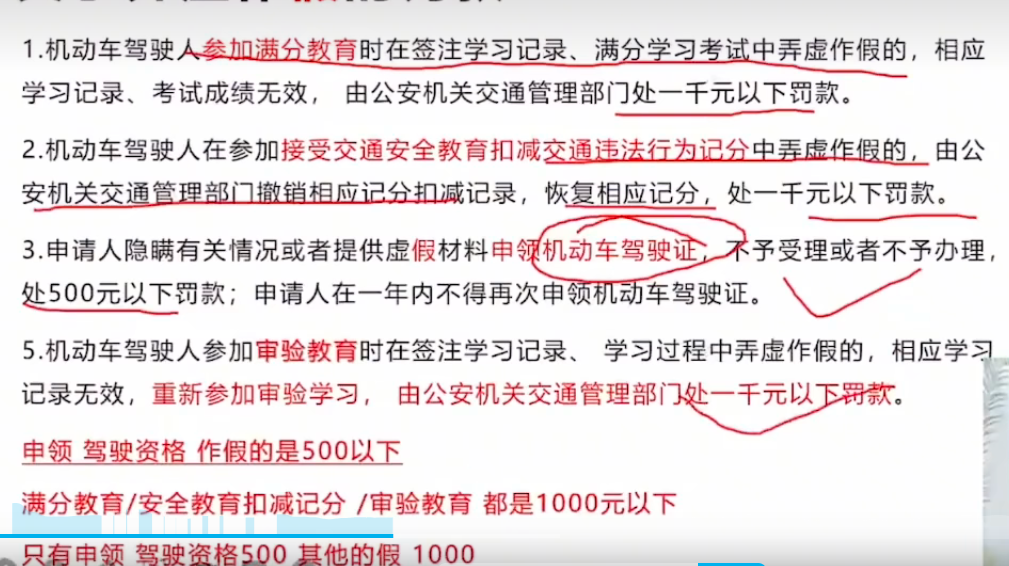 1.机动车驾驶人参加满分教育时在签注学习记录、满分学习考试中弄虚作假的，相应
学习记录、考试成绩无效， 由公安机关交通管理部门处一千元以下罚款。
2.机动车驾驶人在参加接受交通安全教育扣减交通违法行为记分中弄虚作假的，由公
安机关交通管理部门撤销相应记分扣减记录，恢复相应记分，处一千元以下罚款。
3.申请人隐瞒有关情况或者提供虚假材料申领机动车驾驶证，不予受理或者不予办理，
处500元以下罚款；申请人在一年内不得再次申领机动车驾驶证。
5.机动车驾驶人参加审验教育时在签注学习记录、 学习过程中弄虚作假的，相应学习
记录无效，重新参加审验学习， 由公安机关交通管理部门处一千元以下罚款。
申领 驾驶资格 作假的是500以下
满分教育/安全教育扣减记分 /审验教育 都是1000元以下
只有申领 驾驶资格500 其他的假 1000